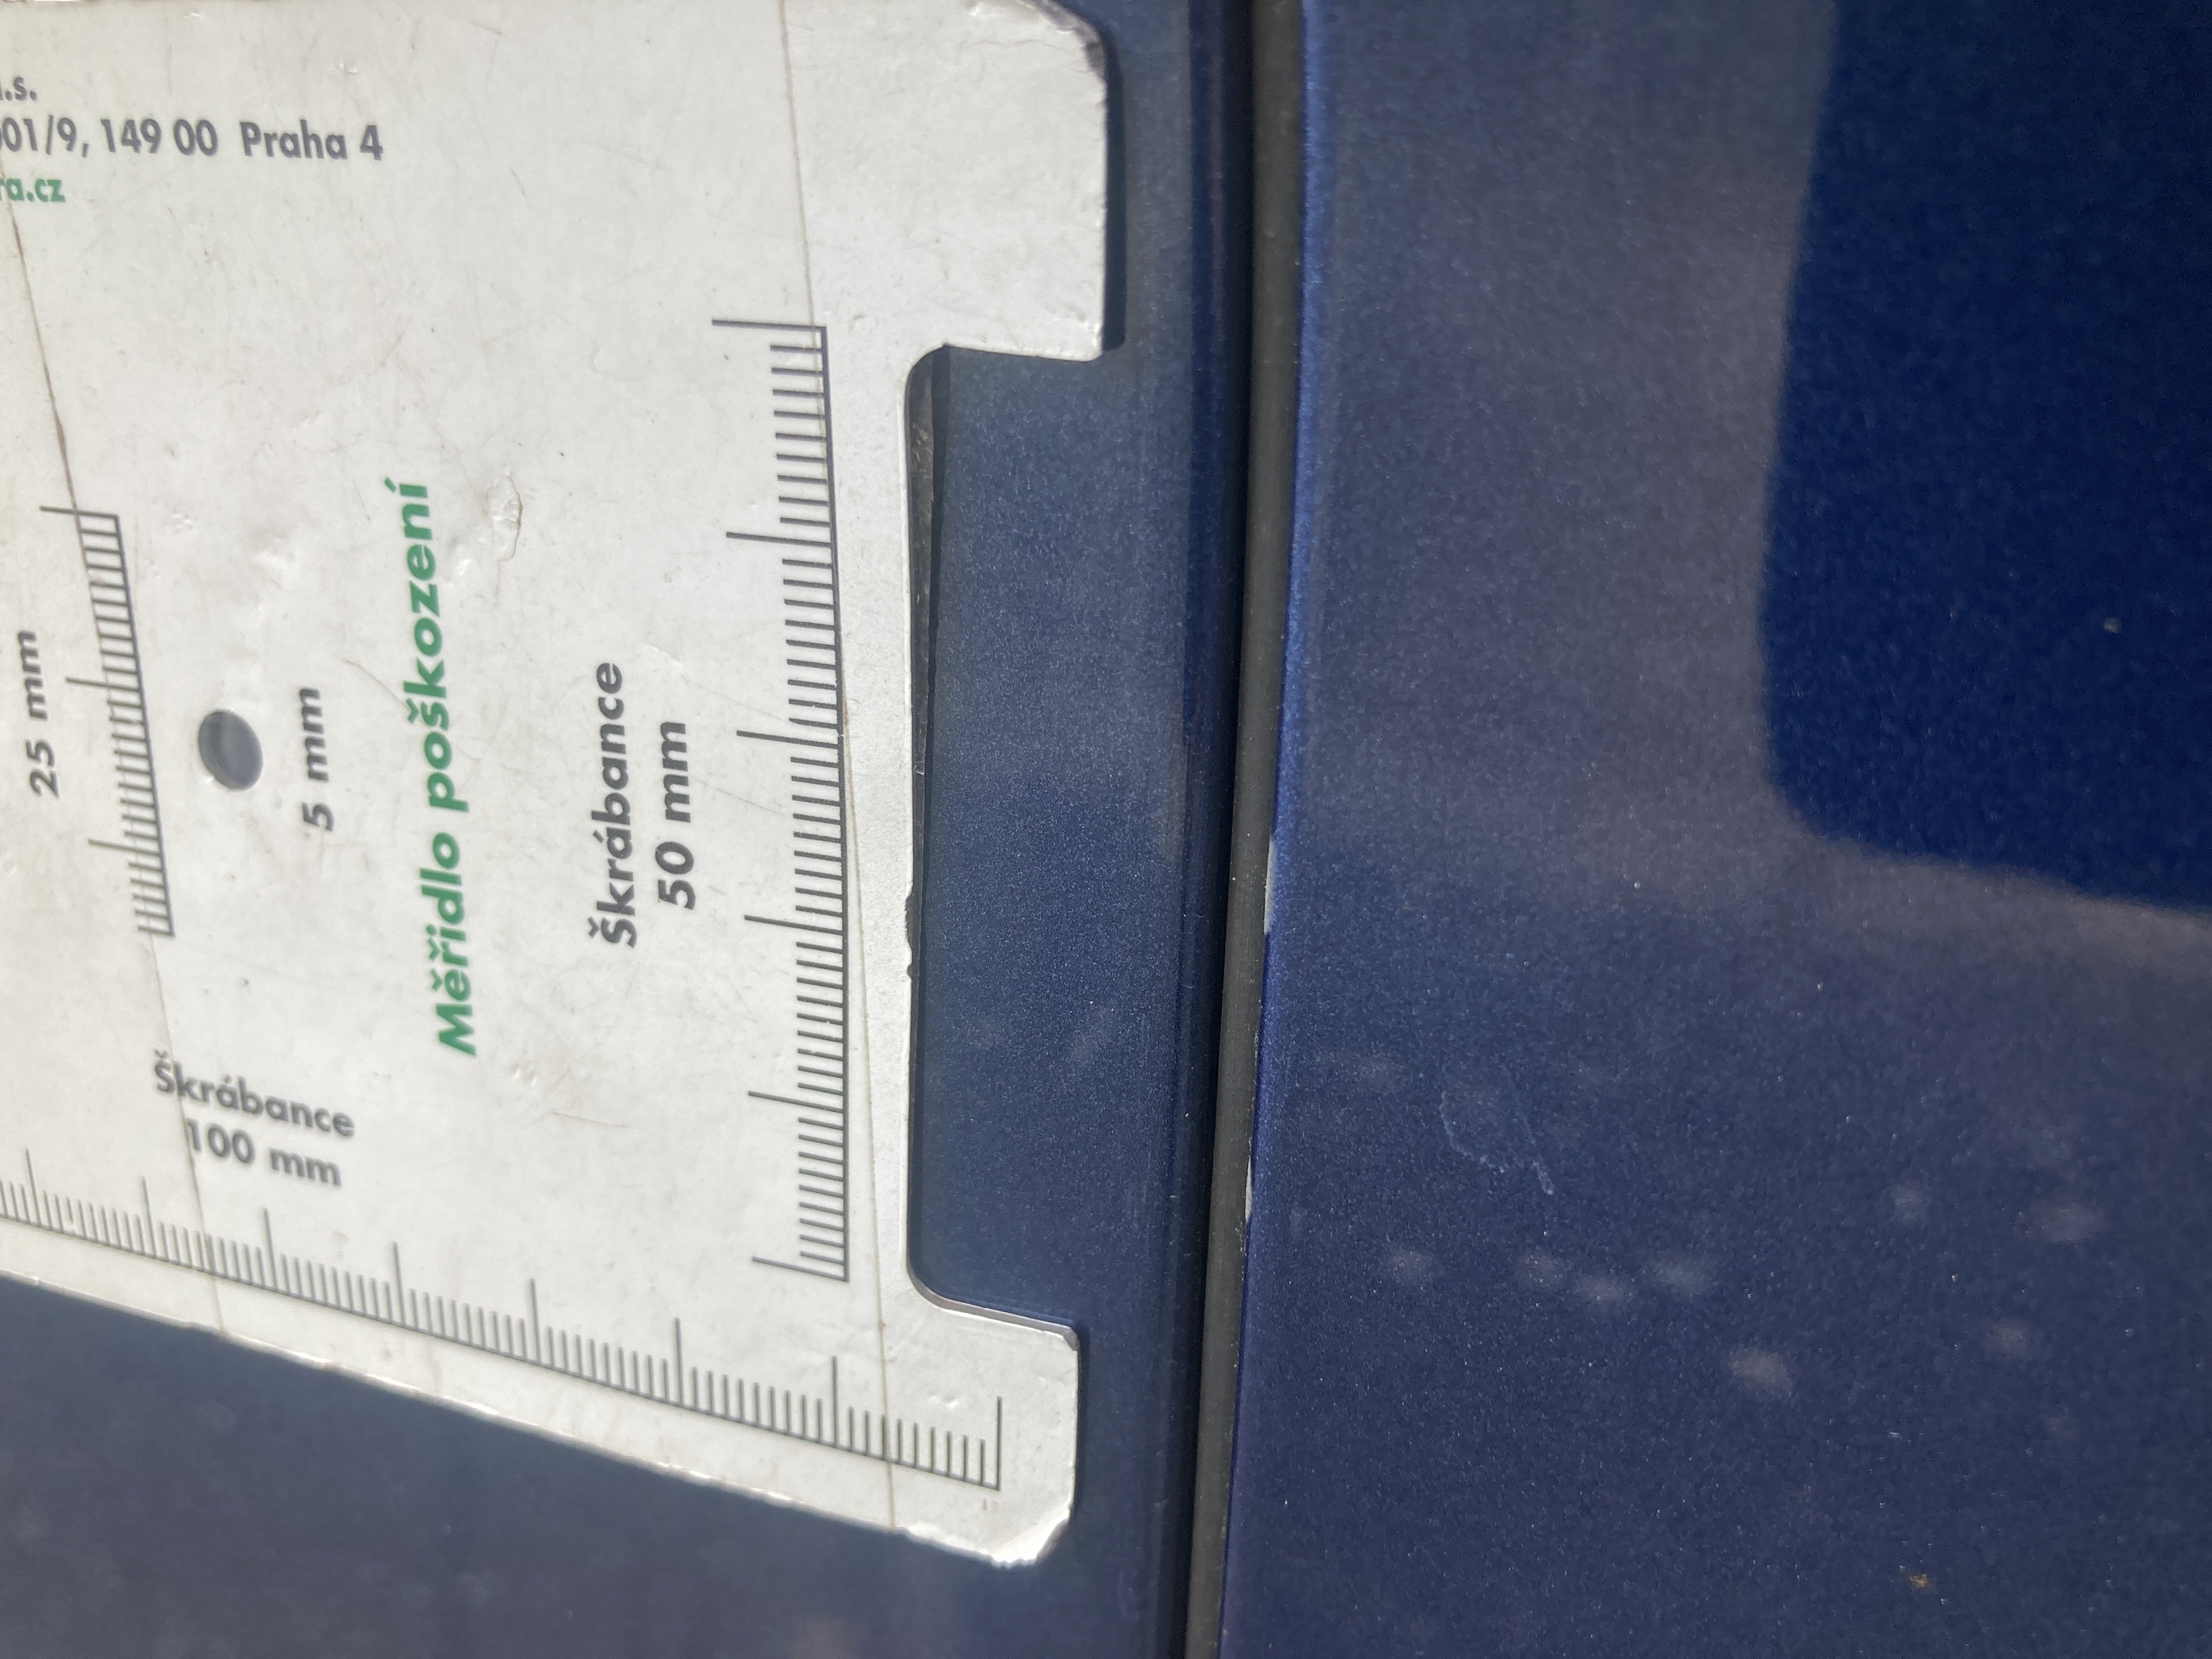 .s.
01/9, 149 00 Praha 4
ra.cz
25 mm
5 mm
Měřidlo poškození
Škrábance
50 mm
Škrábance
100 mm